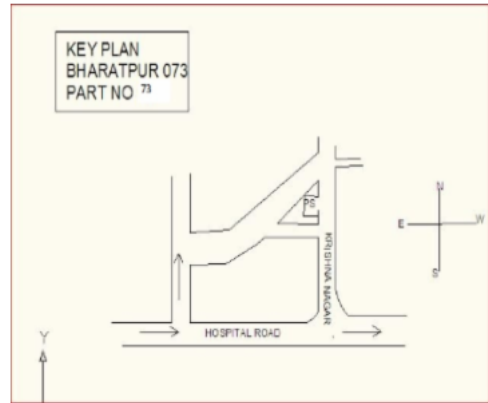 KEY PLAN
BHARATPUR 073
PART NO 73
PS
KRISHNA NAGAR
N
E
W
S
HOSPITAL ROAD
Y